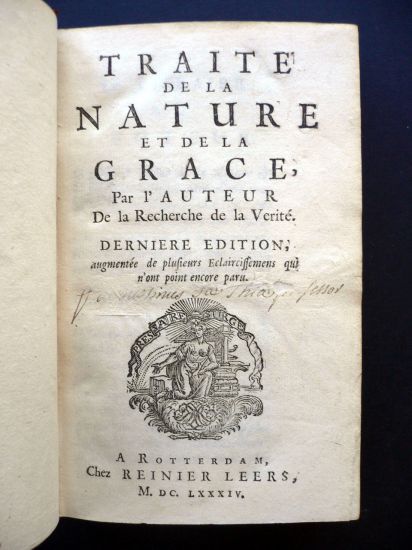 TRAITÉ
DE LA
NATURE
ET DE LA
GRACE,
Par l'AUTEUR
De la Recherche de la Verité.
DERNIERE EDITION,
augmentée de plusieurs Eclaircissemens qui
n'ont point encore paru.
A ROTTERDAM,
Chez REINIER LEERS,
M. DC. LXXXIV.